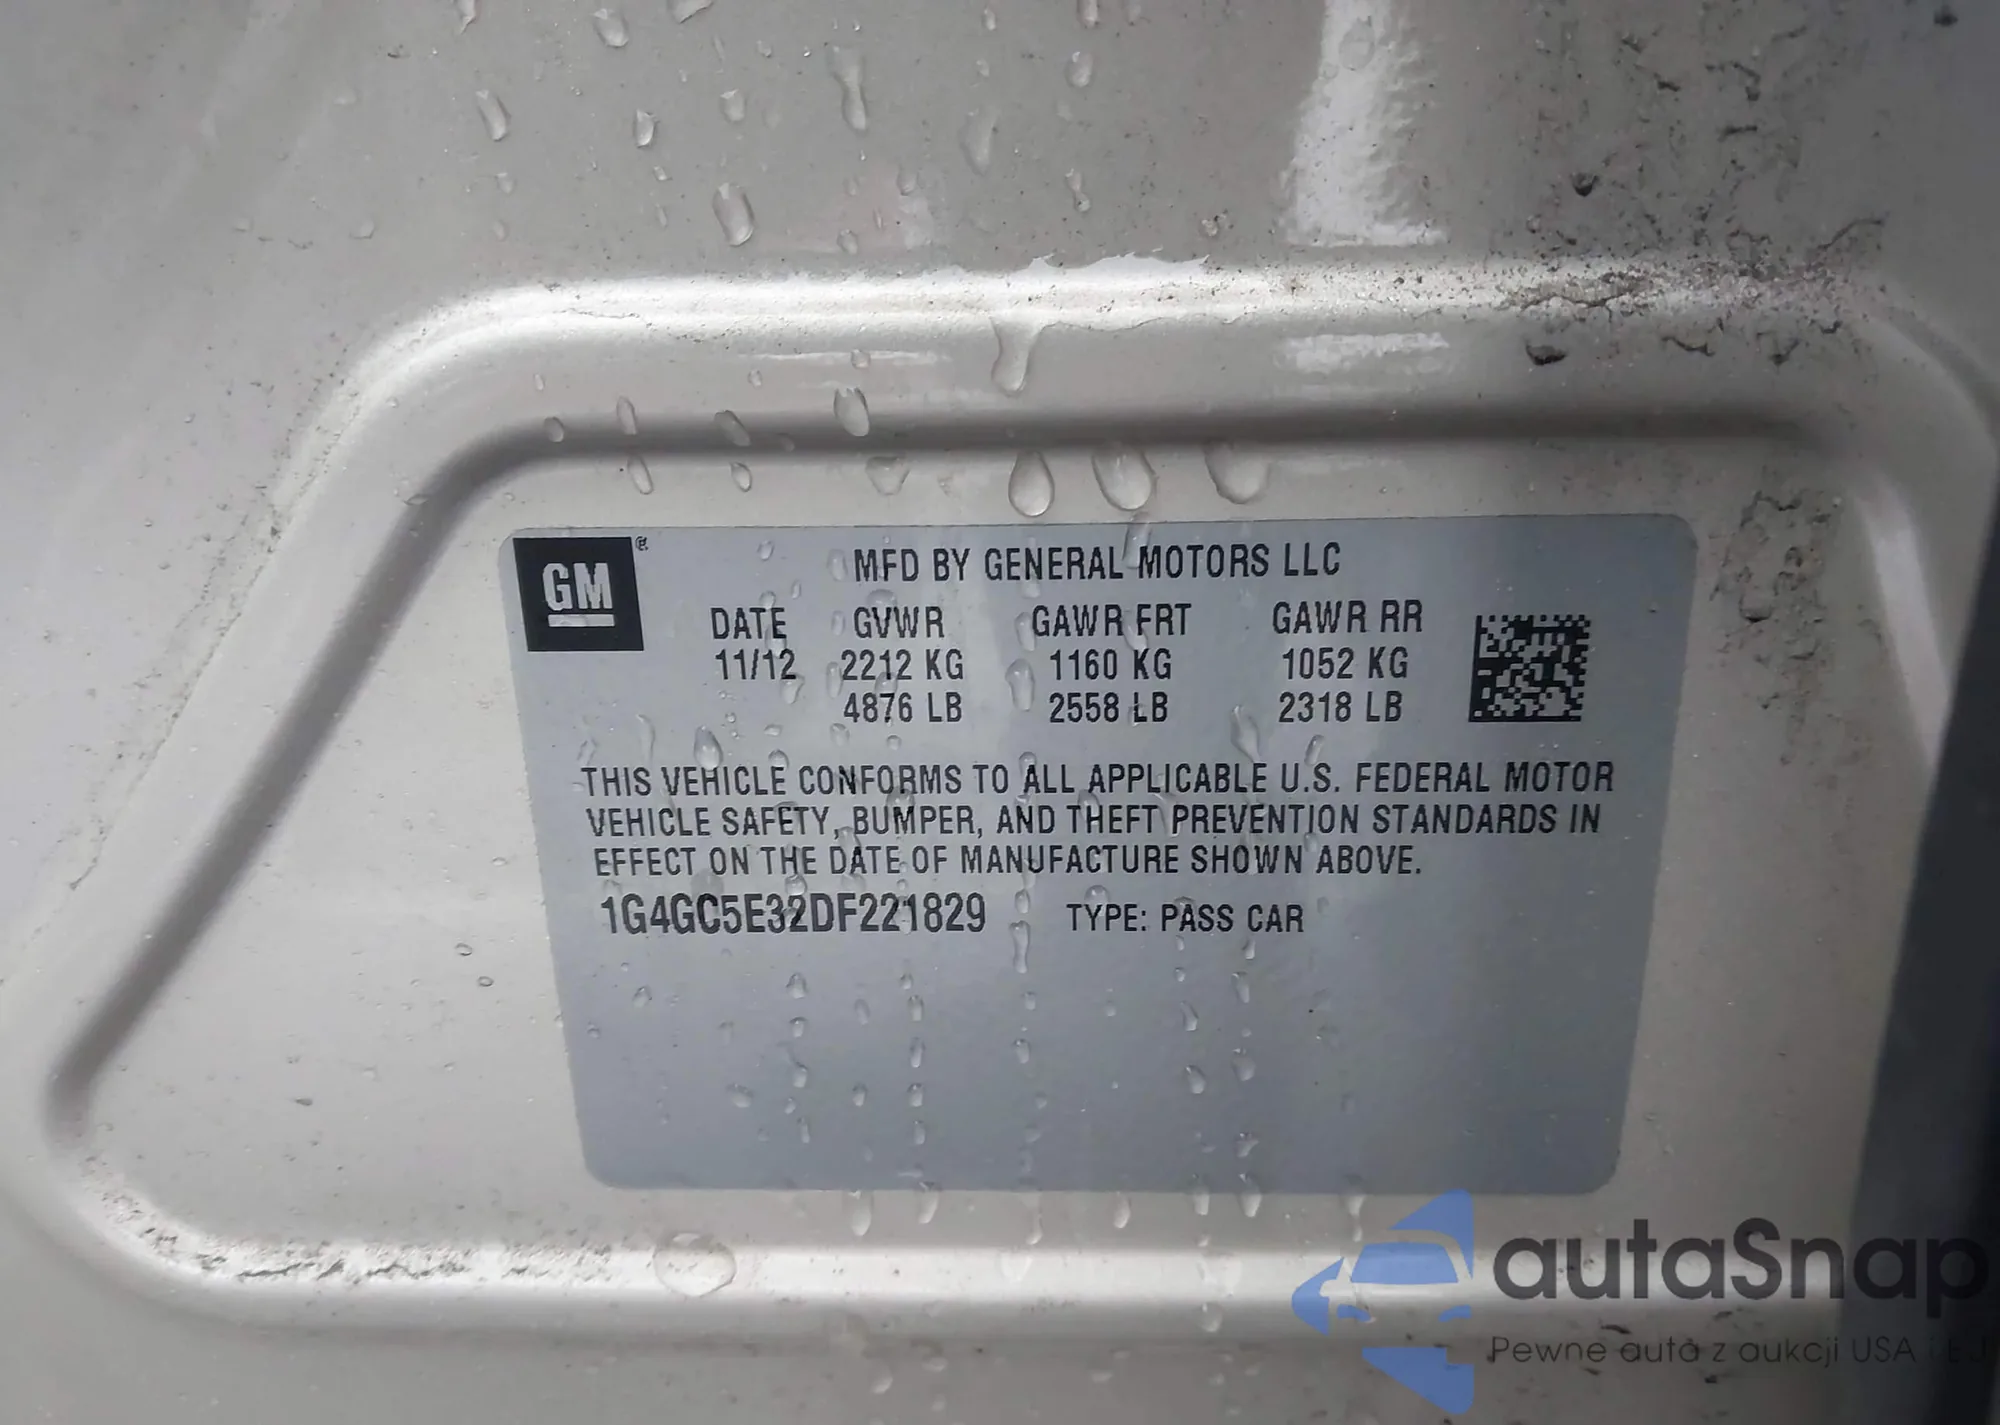 GM®
MFD BY GENERAL MOTORS LLC
DATE GVWR GAWR FRT GAWR RR
11/12 2212 KG 1160 KG 1052 KG
4876 LB 2558 LB 2318 LB
THIS VEHICLE CONFORMS TO ALL APPLICABLE U.S. FEDERAL MOTOR
VEHICLE SAFETY, BUMPER, AND THEFT PREVENTION STANDARDS IN
EFFECT ON THE DATE OF MANUFACTURE SHOWN ABOVE.
1G4GC5E32DF221829 TYPE: PASS CAR
autaSnap
Pewne auta z aukcji USA i EU